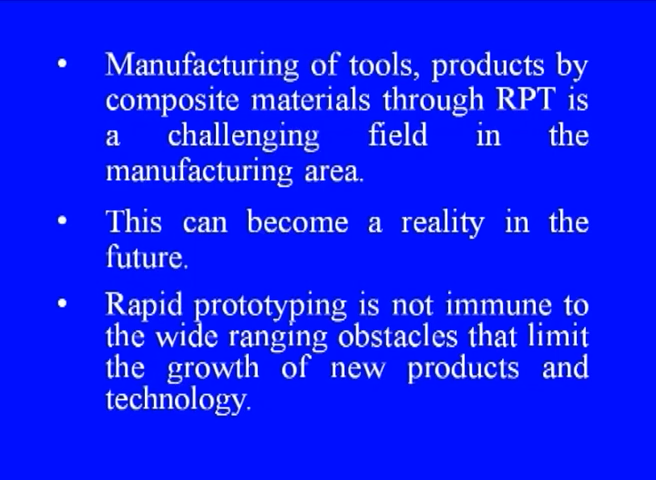 • Manufacturing of tools, products by
composite materials through RPT is
a challenging field in the
manufacturing area.
• This can become a reality in the
future.
• Rapid prototyping is not immune to
the wide ranging obstacles that limit
the growth of new products and
technology.